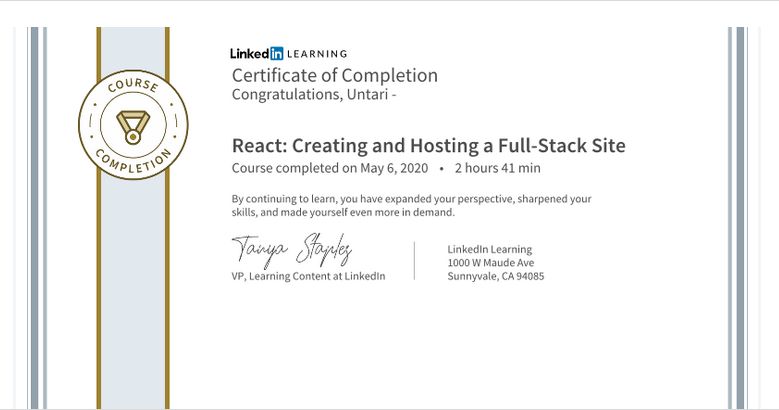 LinkedIn LEARNING
Certificate of Completion
Congratulations, Untari -
COURSE
COMPLETION
React: Creating and Hosting a Full-Stack Site
Course completed on May 6, 2020 • 2 hours 41 min
By continuing to learn, you have expanded your perspective, sharpened your
skills, and made yourself even more in demand.
Tanya Staples
VP, Learning Content at LinkedIn
LinkedIn Learning
1000 W Maude Ave
Sunnyvale, CA 94085